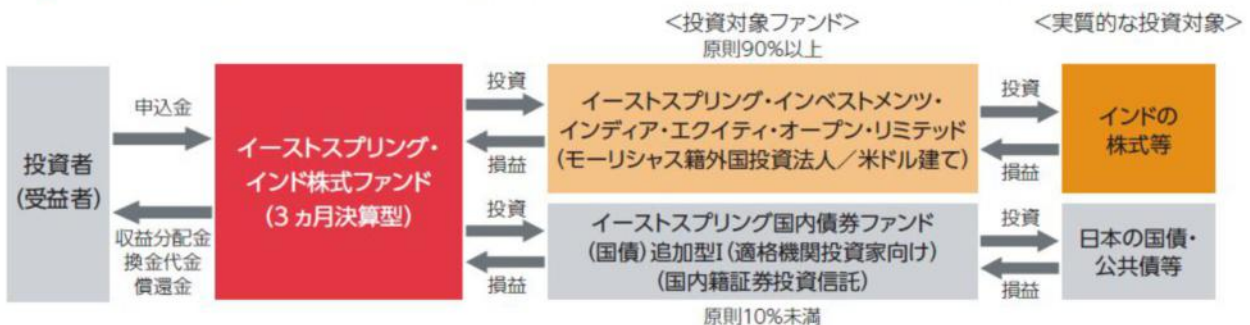 <投資対象ファンド>
原則90%以上
<実質的な投資対象>
投資者
(受益者)
申込金
収益分配金
換金代金
償還金
イーストスプリング・
インド株式ファンド
(3ヵ月決算型)
投資
損益
投資
損益
イーストスプリング・インベストメンツ・
インディア・エクイティ・オープン・リミテッド
(モーリシャス籍外国投資法人/米ドル建て)
イーストスプリング国内債券ファンド
(国債)追加型I(適格機関投資家向け)
(国内籍証券投資信託)
原則10%未満
投資
損益
投資
損益
インドの
株式等
日本の国債・
公共債等